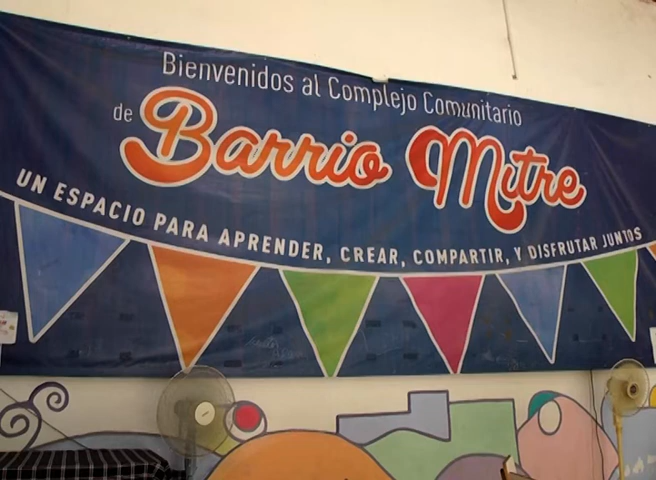 Bienvenidos al Complejo Comunitario
de Barrio Mitre
UN ESPACIO PARA APRENDER, CREAR, COMPARTIR, Y DISFRUTAR JUNTOS